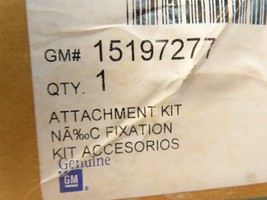 GM# 15197277
QTY. 1
ATTACHMENT KIT
NÃ‰C FIXATION
KIT ACCESORIOS
Genuine
GM